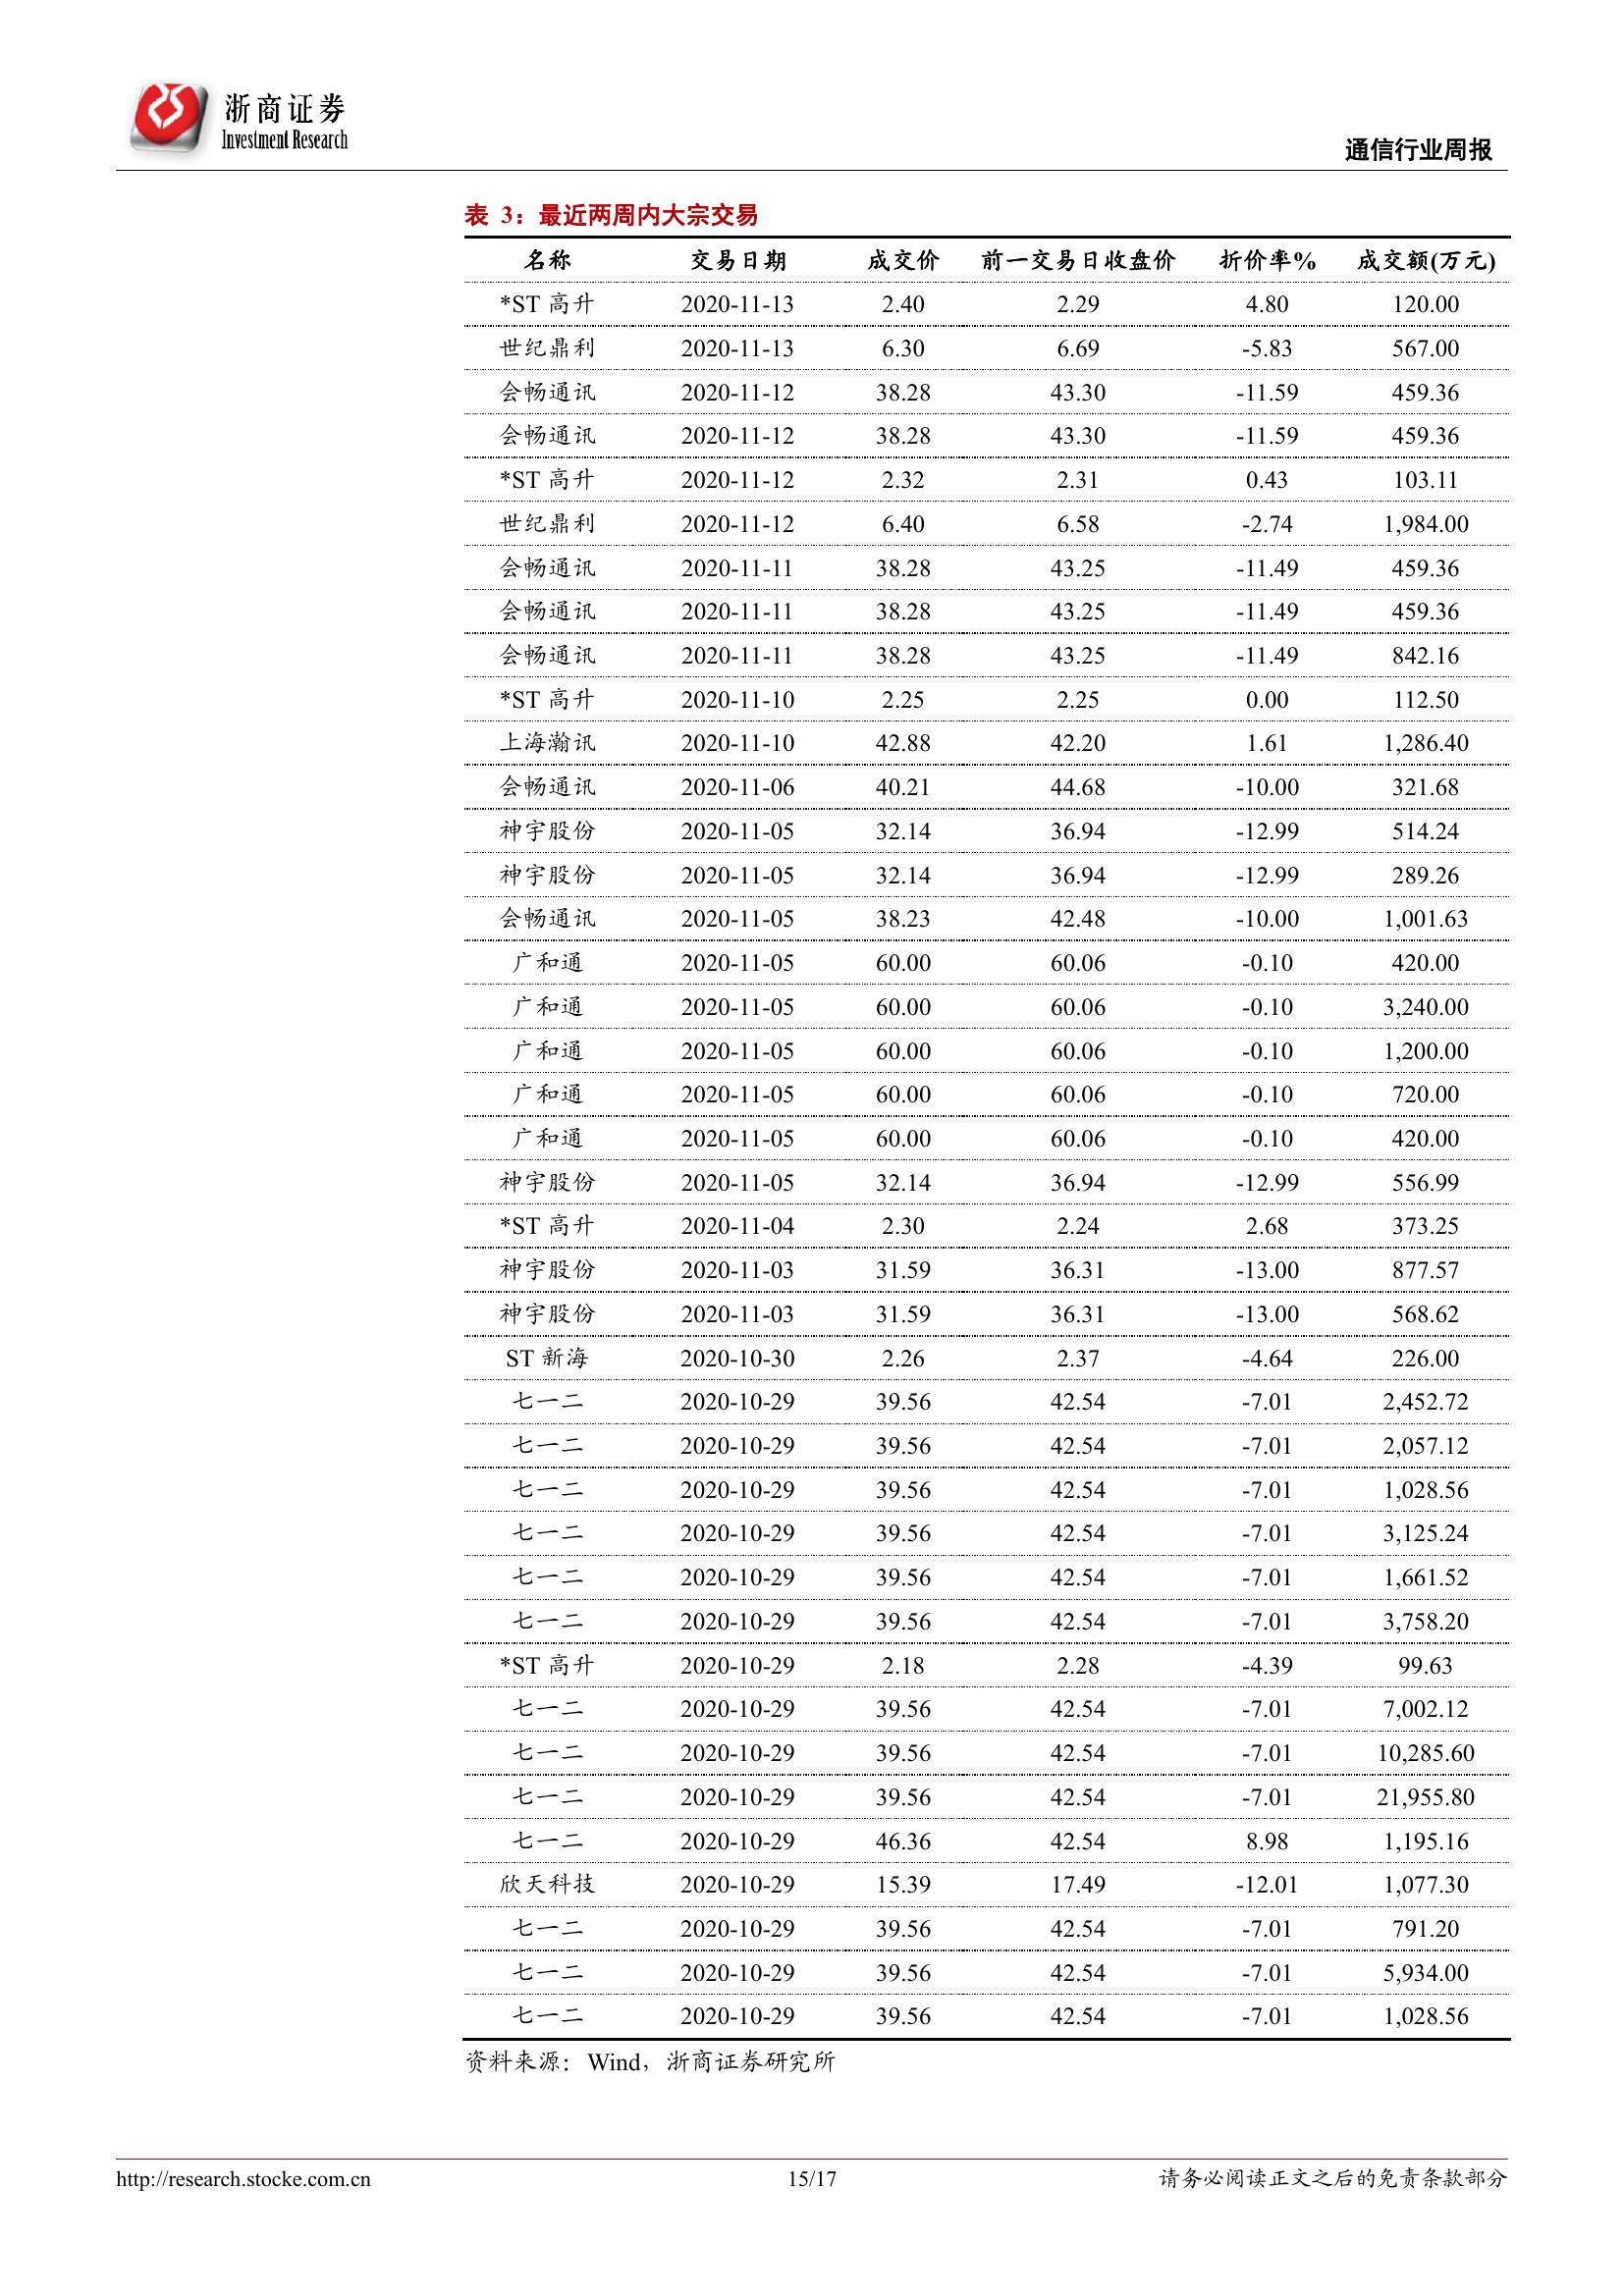 浙商证券
Investment Research
通信行业周报
表 3：最近两周内大宗交易
名称 交易日期 成交价 前一交易日收盘价 折价率% 成交额(万元)
*ST 高升 2020-11-13 2.40 2.29 4.80 120.00
世纪鼎利 2020-11-13 6.30 6.69 -5.83 567.00
会畅通讯 2020-11-12 38.28 43.30 -11.59 459.36
会畅通讯 2020-11-12 38.28 43.30 -11.59 459.36
*ST 高升 2020-11-12 2.32 2.31 0.43 103.11
世纪鼎利 2020-11-12 6.40 6.58 -2.74 1,984.00
会畅通讯 2020-11-11 38.28 43.25 -11.49 459.36
会畅通讯 2020-11-11 38.28 43.25 -11.49 459.36
会畅通讯 2020-11-11 38.28 43.25 -11.49 842.16
*ST 高升 2020-11-10 2.25 2.25 0.00 112.50
上海瀚讯 2020-11-10 42.88 42.20 1.61 1,286.40
会畅通讯 2020-11-06 40.21 44.68 -10.00 321.68
神宇股份 2020-11-05 32.14 36.94 -12.99 514.24
神宇股份 2020-11-05 32.14 36.94 -12.99 289.26
会畅通讯 2020-11-05 38.23 42.48 -10.00 1,001.63
广和通 2020-11-05 60.00 60.06 -0.10 420.00
广和通 2020-11-05 60.00 60.06 -0.10 3,240.00
广和通 2020-11-05 60.00 60.06 -0.10 1,200.00
广和通 2020-11-05 60.00 60.06 -0.10 720.00
广和通 2020-11-05 60.00 60.06 -0.10 420.00
神宇股份 2020-11-05 32.14 36.94 -12.99 556.99
*ST 高升 2020-11-04 2.30 2.24 2.68 373.25
神宇股份 2020-11-03 31.59 36.31 -13.00 877.57
神宇股份 2020-11-03 31.59 36.31 -13.00 568.62
ST 新海 2020-10-30 2.26 2.37 -4.64 226.00
七一二 2020-10-29 39.56 42.54 -7.01 2,452.72
七一二 2020-10-29 39.56 42.54 -7.01 2,057.12
七一二 2020-10-29 39.56 42.54 -7.01 1,028.56
七一二 2020-10-29 39.56 42.54 -7.01 3,125.24
七一二 2020-10-29 39.56 42.54 -7.01 1,661.52
七一二 2020-10-29 39.56 42.54 -7.01 3,758.20
*ST 高升 2020-10-29 2.18 2.28 -4.39 99.63
七一二 2020-10-29 39.56 42.54 -7.01 7,002.12
七一二 2020-10-29 39.56 42.54 -7.01 10,285.60
七一二 2020-10-29 39.56 42.54 -7.01 21,955.80
七一二 2020-10-29 46.36 42.54 8.98 1,195.16
欣天科技 2020-10-29 15.39 17.49 -12.01 1,077.30
七一二 2020-10-29 39.56 42.54 -7.01 791.20
七一二 2020-10-29 39.56 42.54 -7.01 5,934.00
七一二 2020-10-29 39.56 42.54 -7.01 1,028.56
资料来源：Wind，浙商证券研究所
http://research.stocke.com.cn 15/17 请务必阅读正文之后的免责条款部分